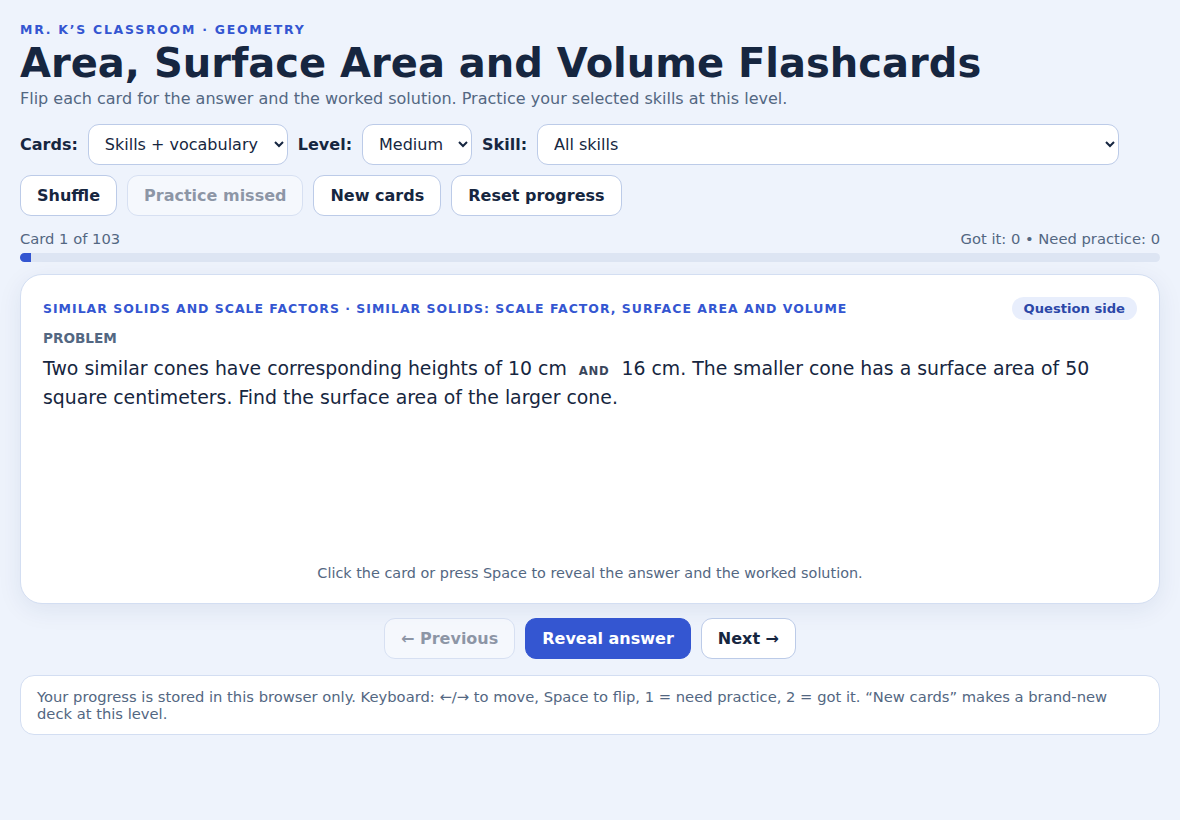 MR. K’S CLASSROOM · GEOMETRY
Area, Surface Area and Volume Flashcards
Flip each card for the answer and the worked solution. Practice your selected skills at this level.
Cards: Skills + vocabulary Level: Medium Skill: All skills
Shuffle Practice missed New cards Reset progress
Card 1 of 103 Got it: 0 • Need practice: 0
SIMILAR SOLIDS AND SCALE FACTORS · SIMILAR SOLIDS: SCALE FACTOR, SURFACE AREA AND VOLUME Question side
PROBLEM
Two similar cones have corresponding heights of 10 cm AND 16 cm. The smaller cone has a surface area of 50
square centimeters. Find the surface area of the larger cone.
Click the card or press Space to reveal the answer and the worked solution.
← Previous Reveal answer Next →
Your progress is stored in this browser only. Keyboard: ←/→ to move, Space to flip, 1 = need practice, 2 = got it. “New cards” makes a brand-new
deck at this level.